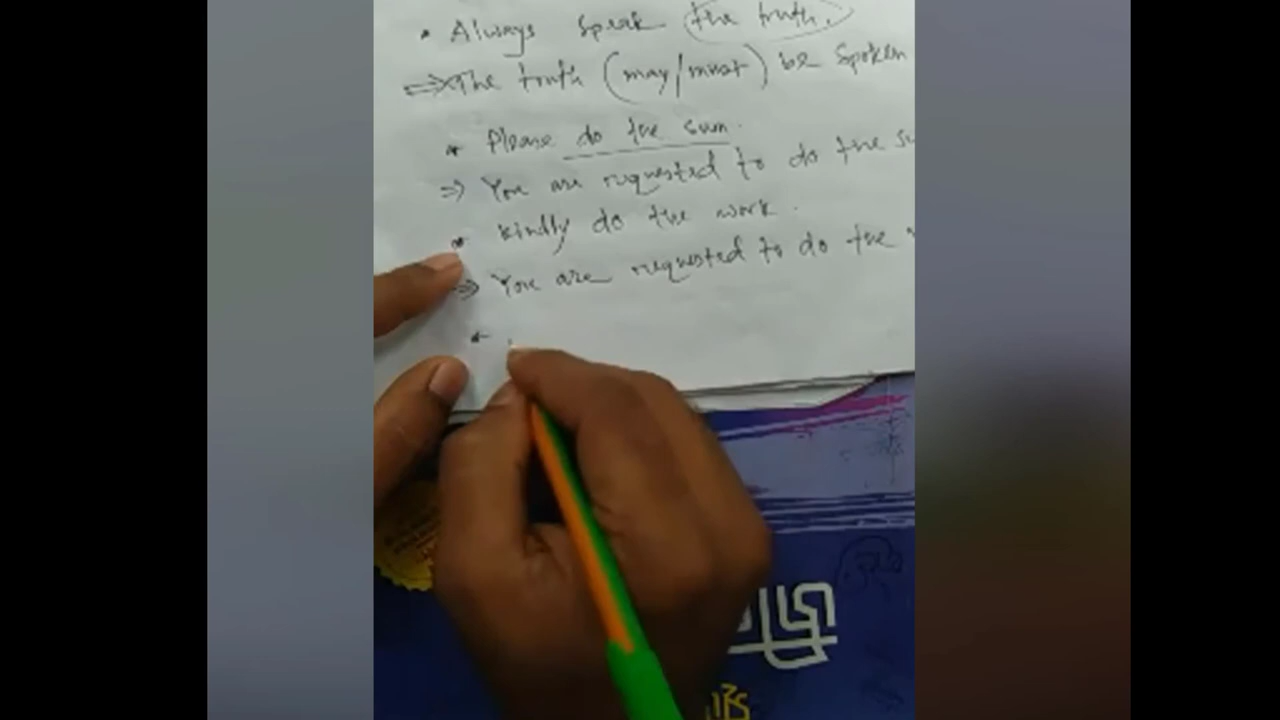 • Always speak the truth.
⇒ The truth (may/must) be spoken
* Please do the sum.
⇒ You are requested to do the su
* kindly do the work.
⇒ You are requested to do the
*